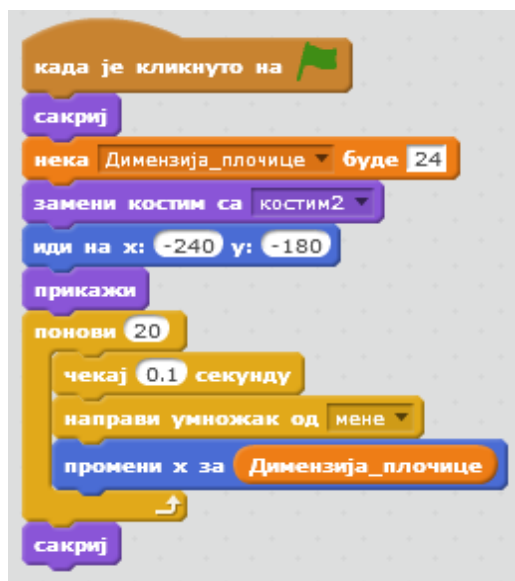 када је кликнуто на
сакриј
нека Димензија_плочице буде 24
замени костим са костим2
иди на x: -240 y: -180
прикажи
понови 20
чекај 0.1 секунду
направи умножак од мене
промени x за Димензија_плочице
сакриј